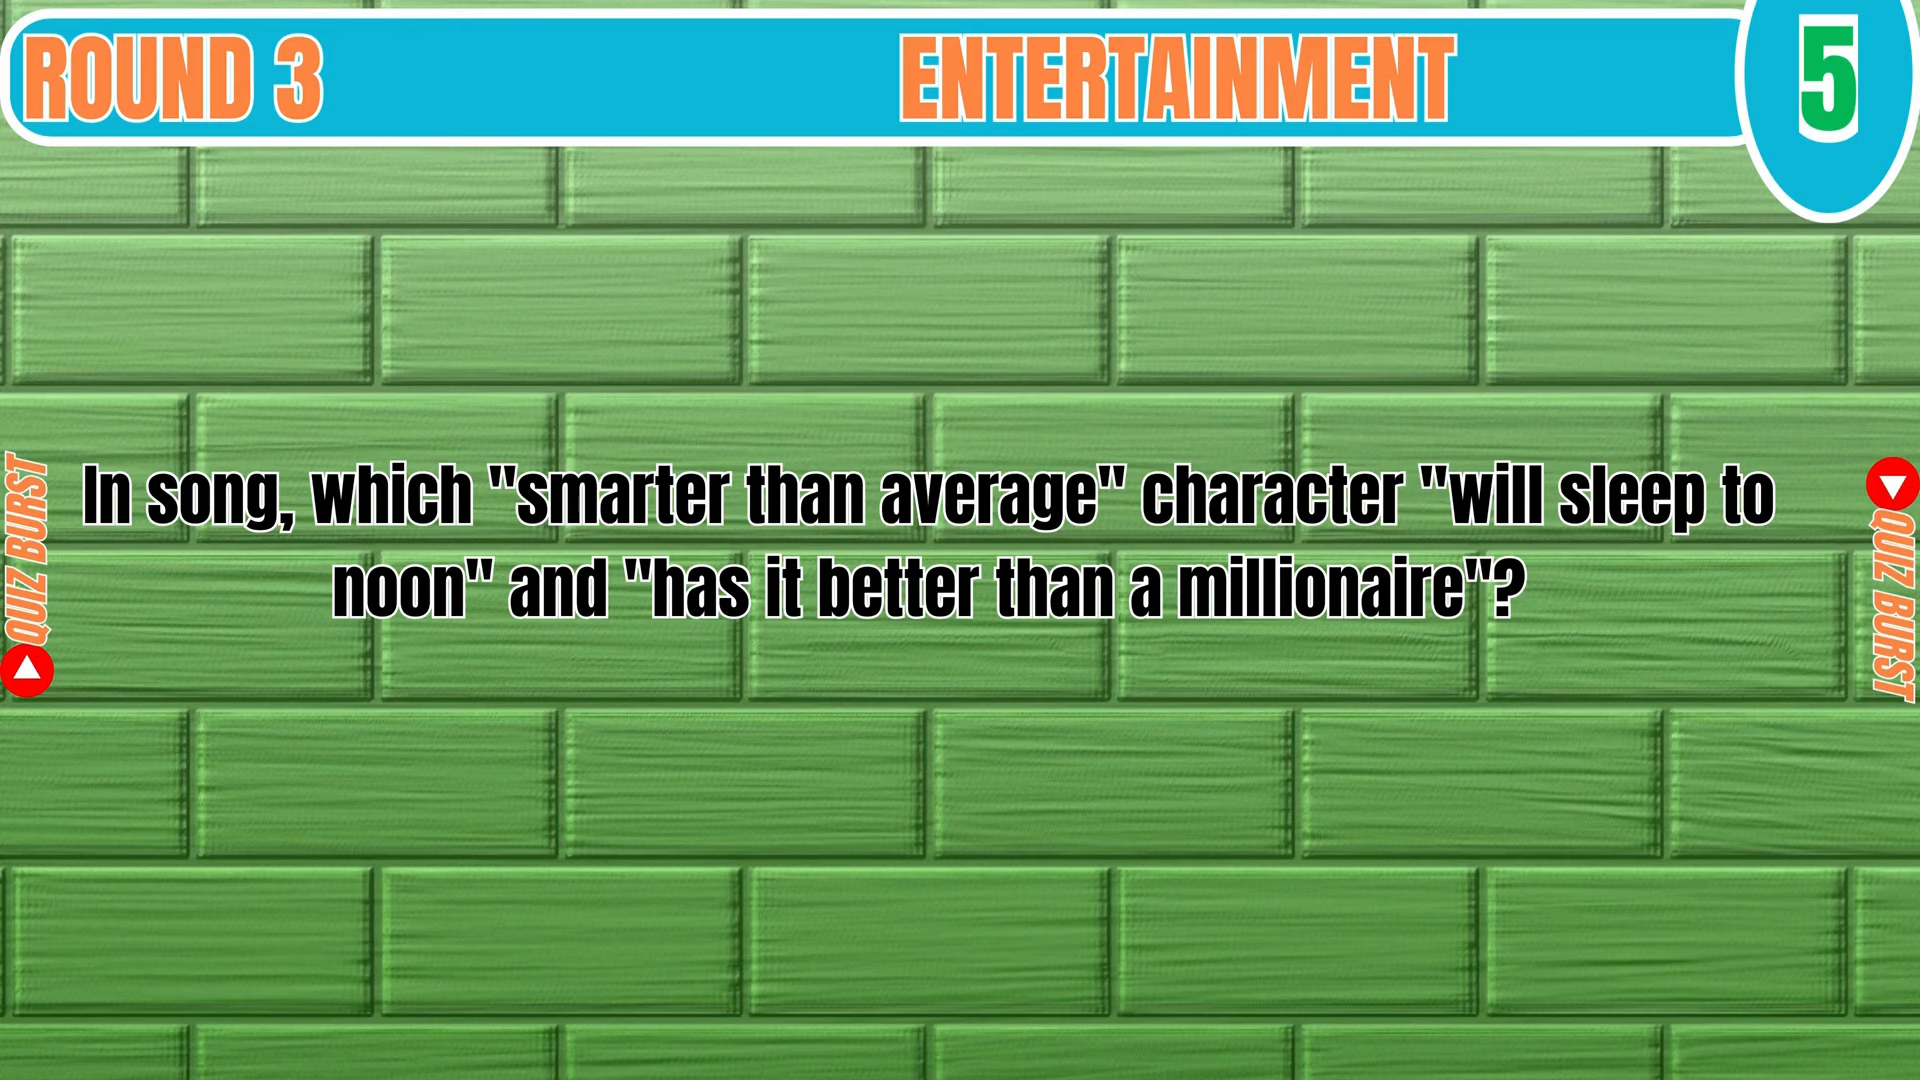 ROUND 3
ENTERTAINMENT
5
In song, which "smarter than average" character "will sleep to
noon" and "has it better than a millionaire"?
QUIZ BURST
QUIZ BURST